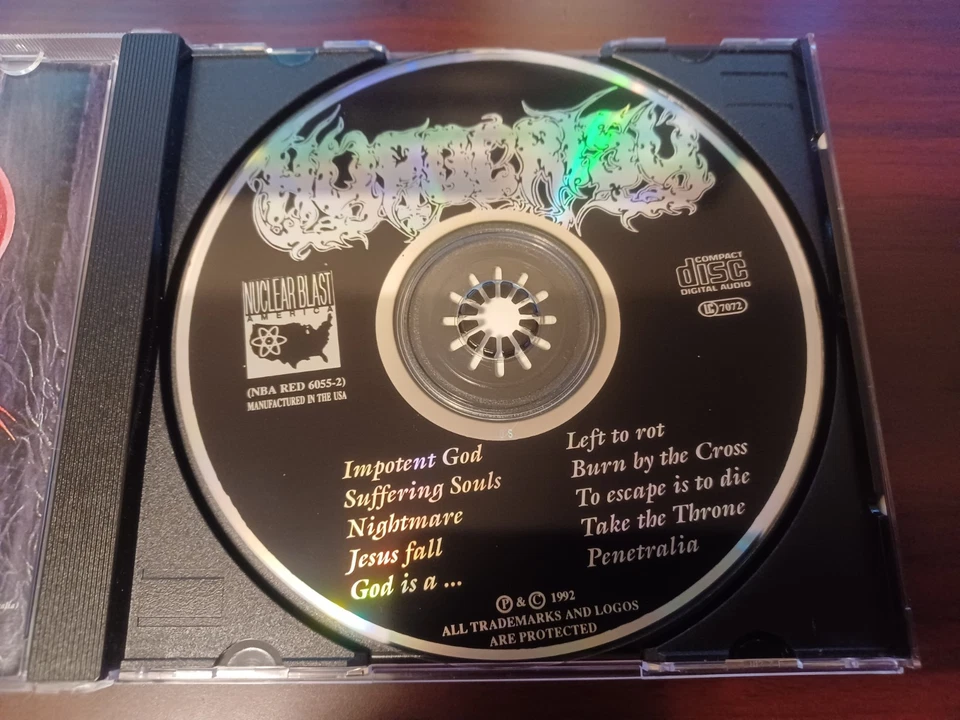 HYPOCRISY
NUCLEAR BLAST
AMERICA
(NBA RED 6055-2)
MANUFACTURED IN THE USA
COMPACT
disc
DIGITAL AUDIO
LC 7072
Impotent God
Suffering Souls
Nightmare
Jesus fall
God is a ...
Left to rot
Burn by the Cross
To escape is to die
Take the Throne
Penetralia
Ⓟ & © 1992
ALL TRADEMARKS AND LOGOS
ARE PROTECTED